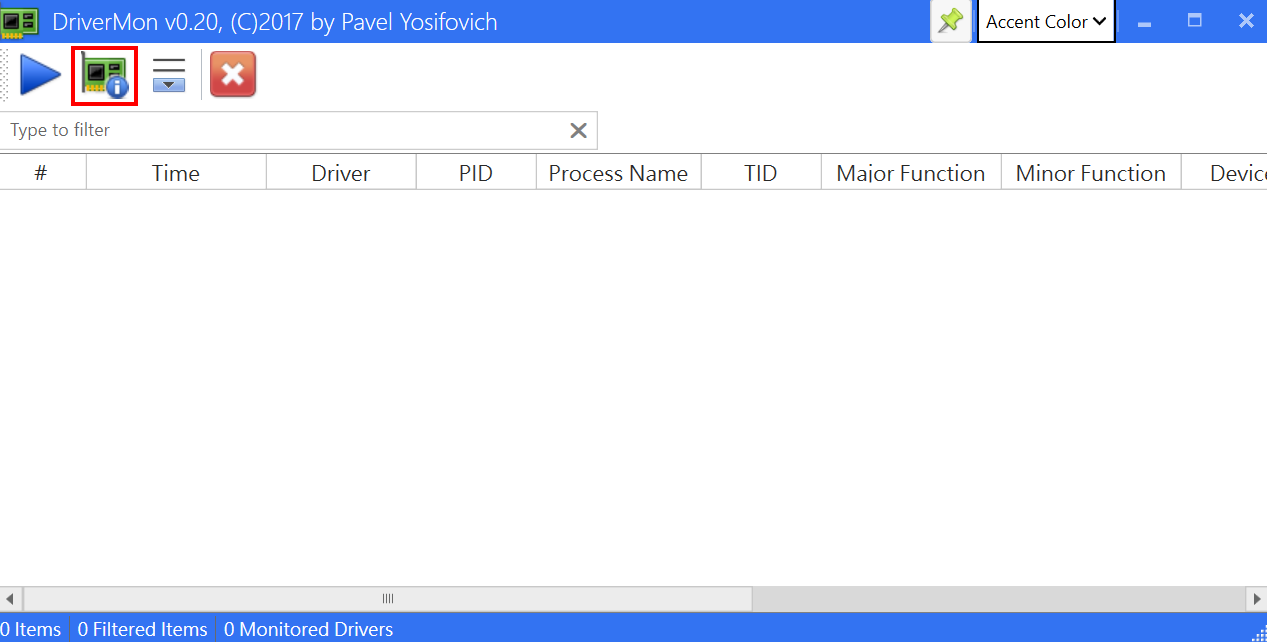 DriverMon v0.20, (C)2017 by Pavel Yosifovich
Accent Color
Type to filter
# Time Driver PID Process Name TID Major Function Minor Function Devic
0 Items 0 Filtered Items 0 Monitored Drivers